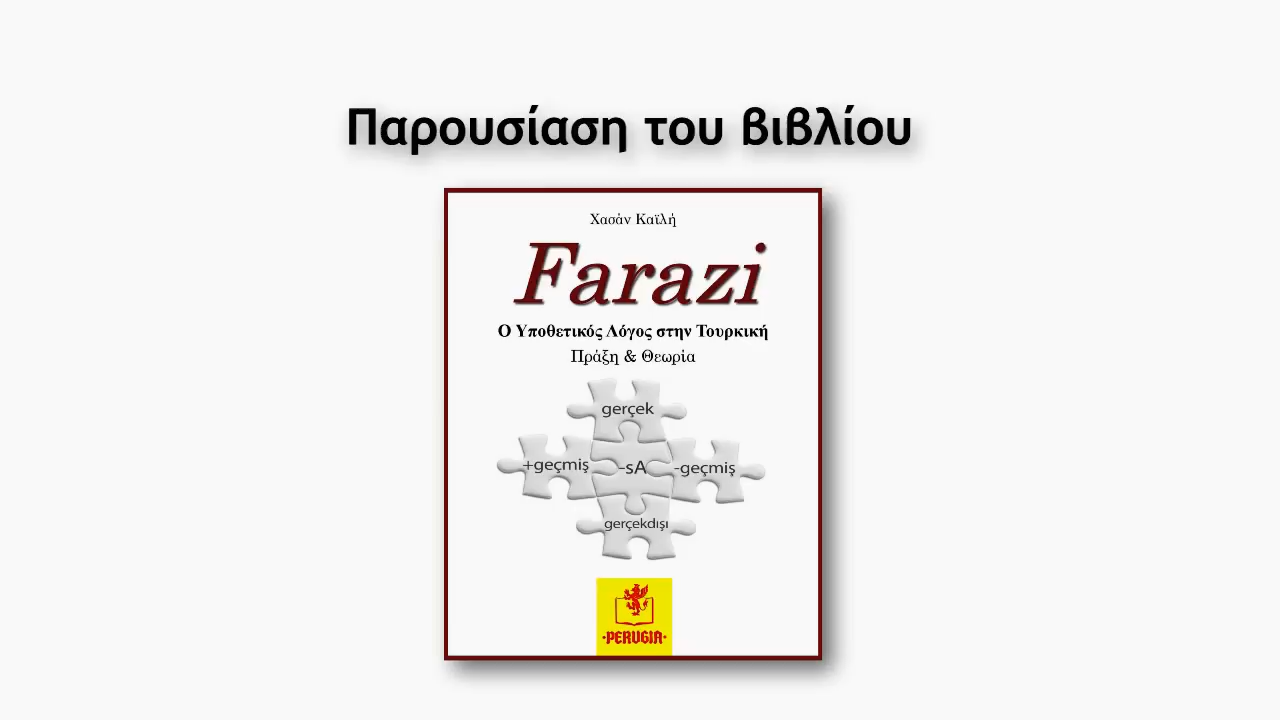 Παρουσίαση του βιβλίου
Χασάν Καϊλή
Farazi
Ο Υποθετικός Λόγος στην Τουρκική
Πράξη & Θεωρία
gerçek
+geçmiş
-sA
-geçmiş
gerçekdışı
·PERUGIA·